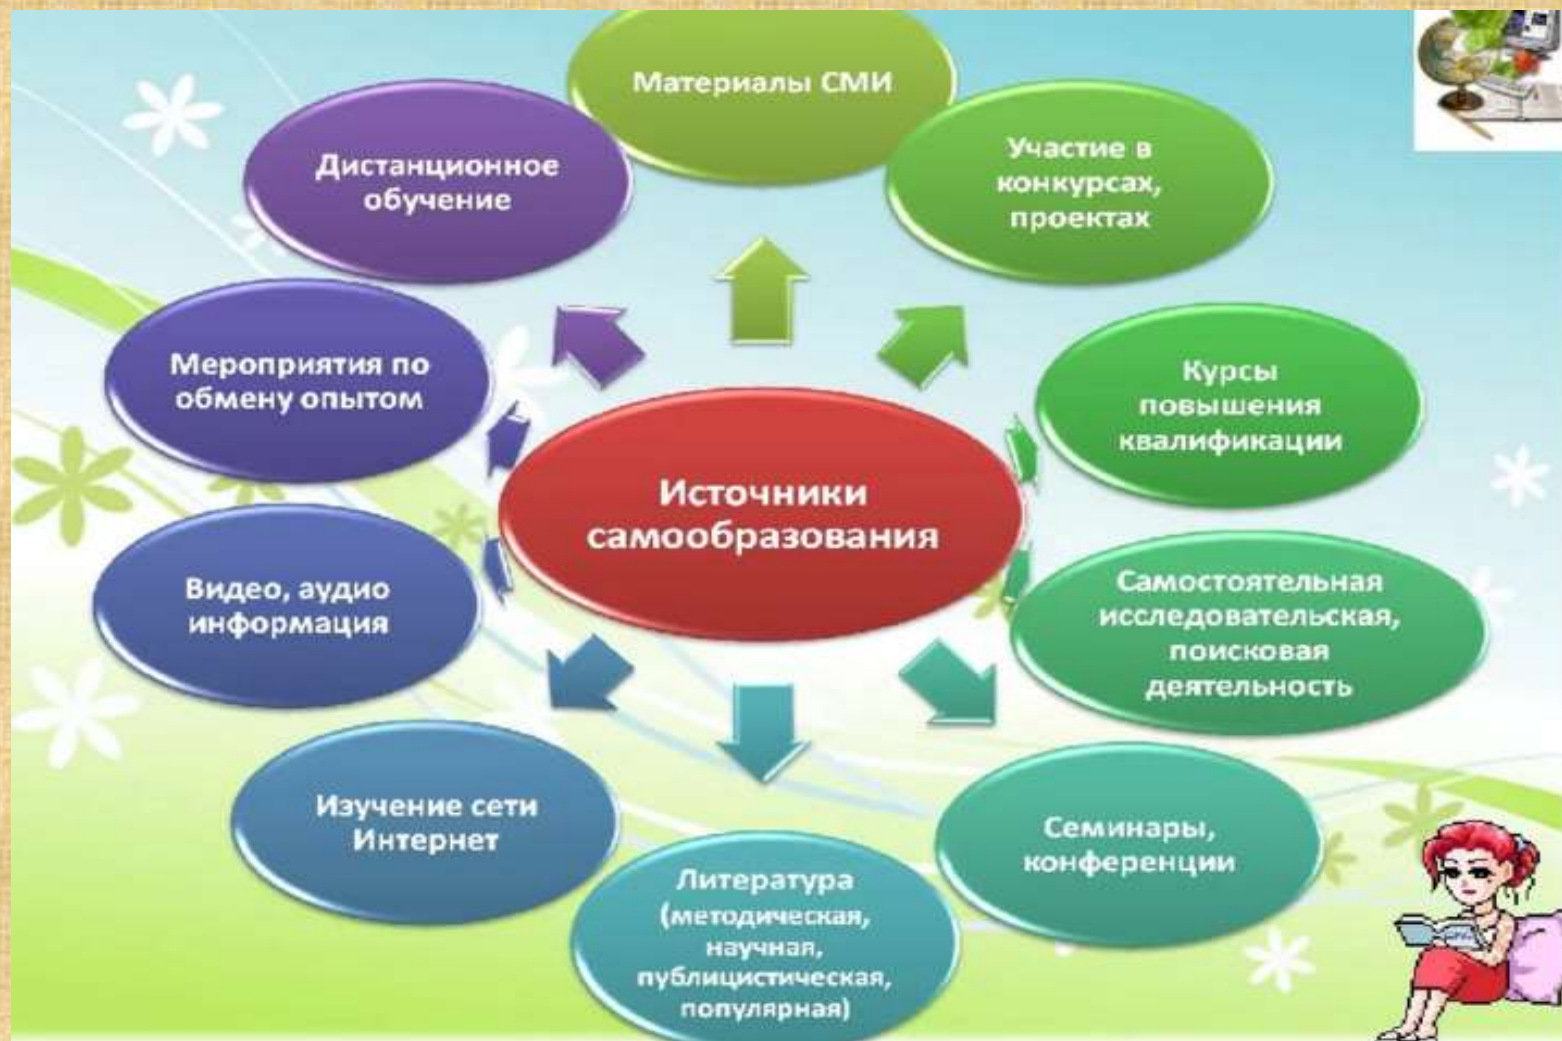 Материалы СМИ
Участие в
конкурсах,
проектах
Курсы
повышения
квалификации
Самостоятельная
исследовательская,
поисковая
деятельность
Семинары,
конференции
Литература
(методическая,
научная,
публицистическая,
популярная)
Изучение сети
Интернет
Видео, аудио
информация
Мероприятия по
обмену опытом
Дистанционное
обучение
Источники
самообразования